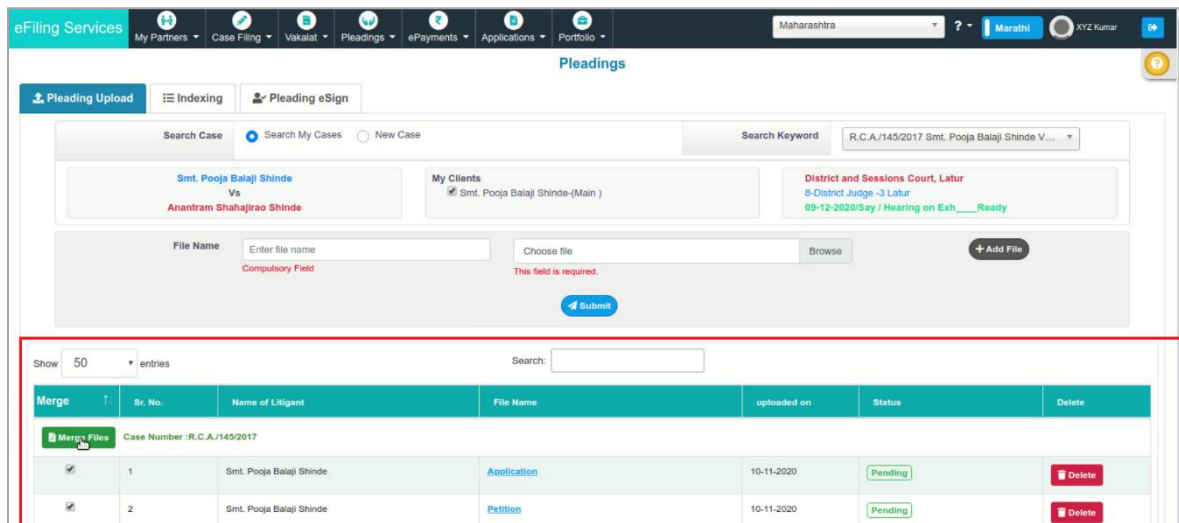 eFiling Services
My Partners Case Filing Vakalat Pleadings ePayments Applications Portfolio Maharashtra ? Marathi XYZ Kumar
Pleadings
Pleading Upload Indexing Pleading eSign
Search Case Search My Cases New Case Search Keyword R.C.A./145/2017 Smt. Pooja Balaji Shinde V...
Smt. Pooja Balaji Shinde My Clients District and Sessions Court, Latur
Vs Smt. Pooja Balaji Shinde-(Main ) 8-District Judge -3 Latur
Anantram Shahajirao Shinde 09-12-2020/Say / Hearing on Exh____Ready
File Name Enter file name Choose file Browse + Add File
Compulsory Field This field is required.
Submit
Show 50 entries Search:
Merge Sr. No. Name of Litigant File Name uploaded on Status Delete
Merge Files Case Number :R.C.A./145/2017
1 Smt. Pooja Balaji Shinde Application 10-11-2020 Pending Delete
2 Smt. Pooja Balaji Shinde Petition 10-11-2020 Pending Delete